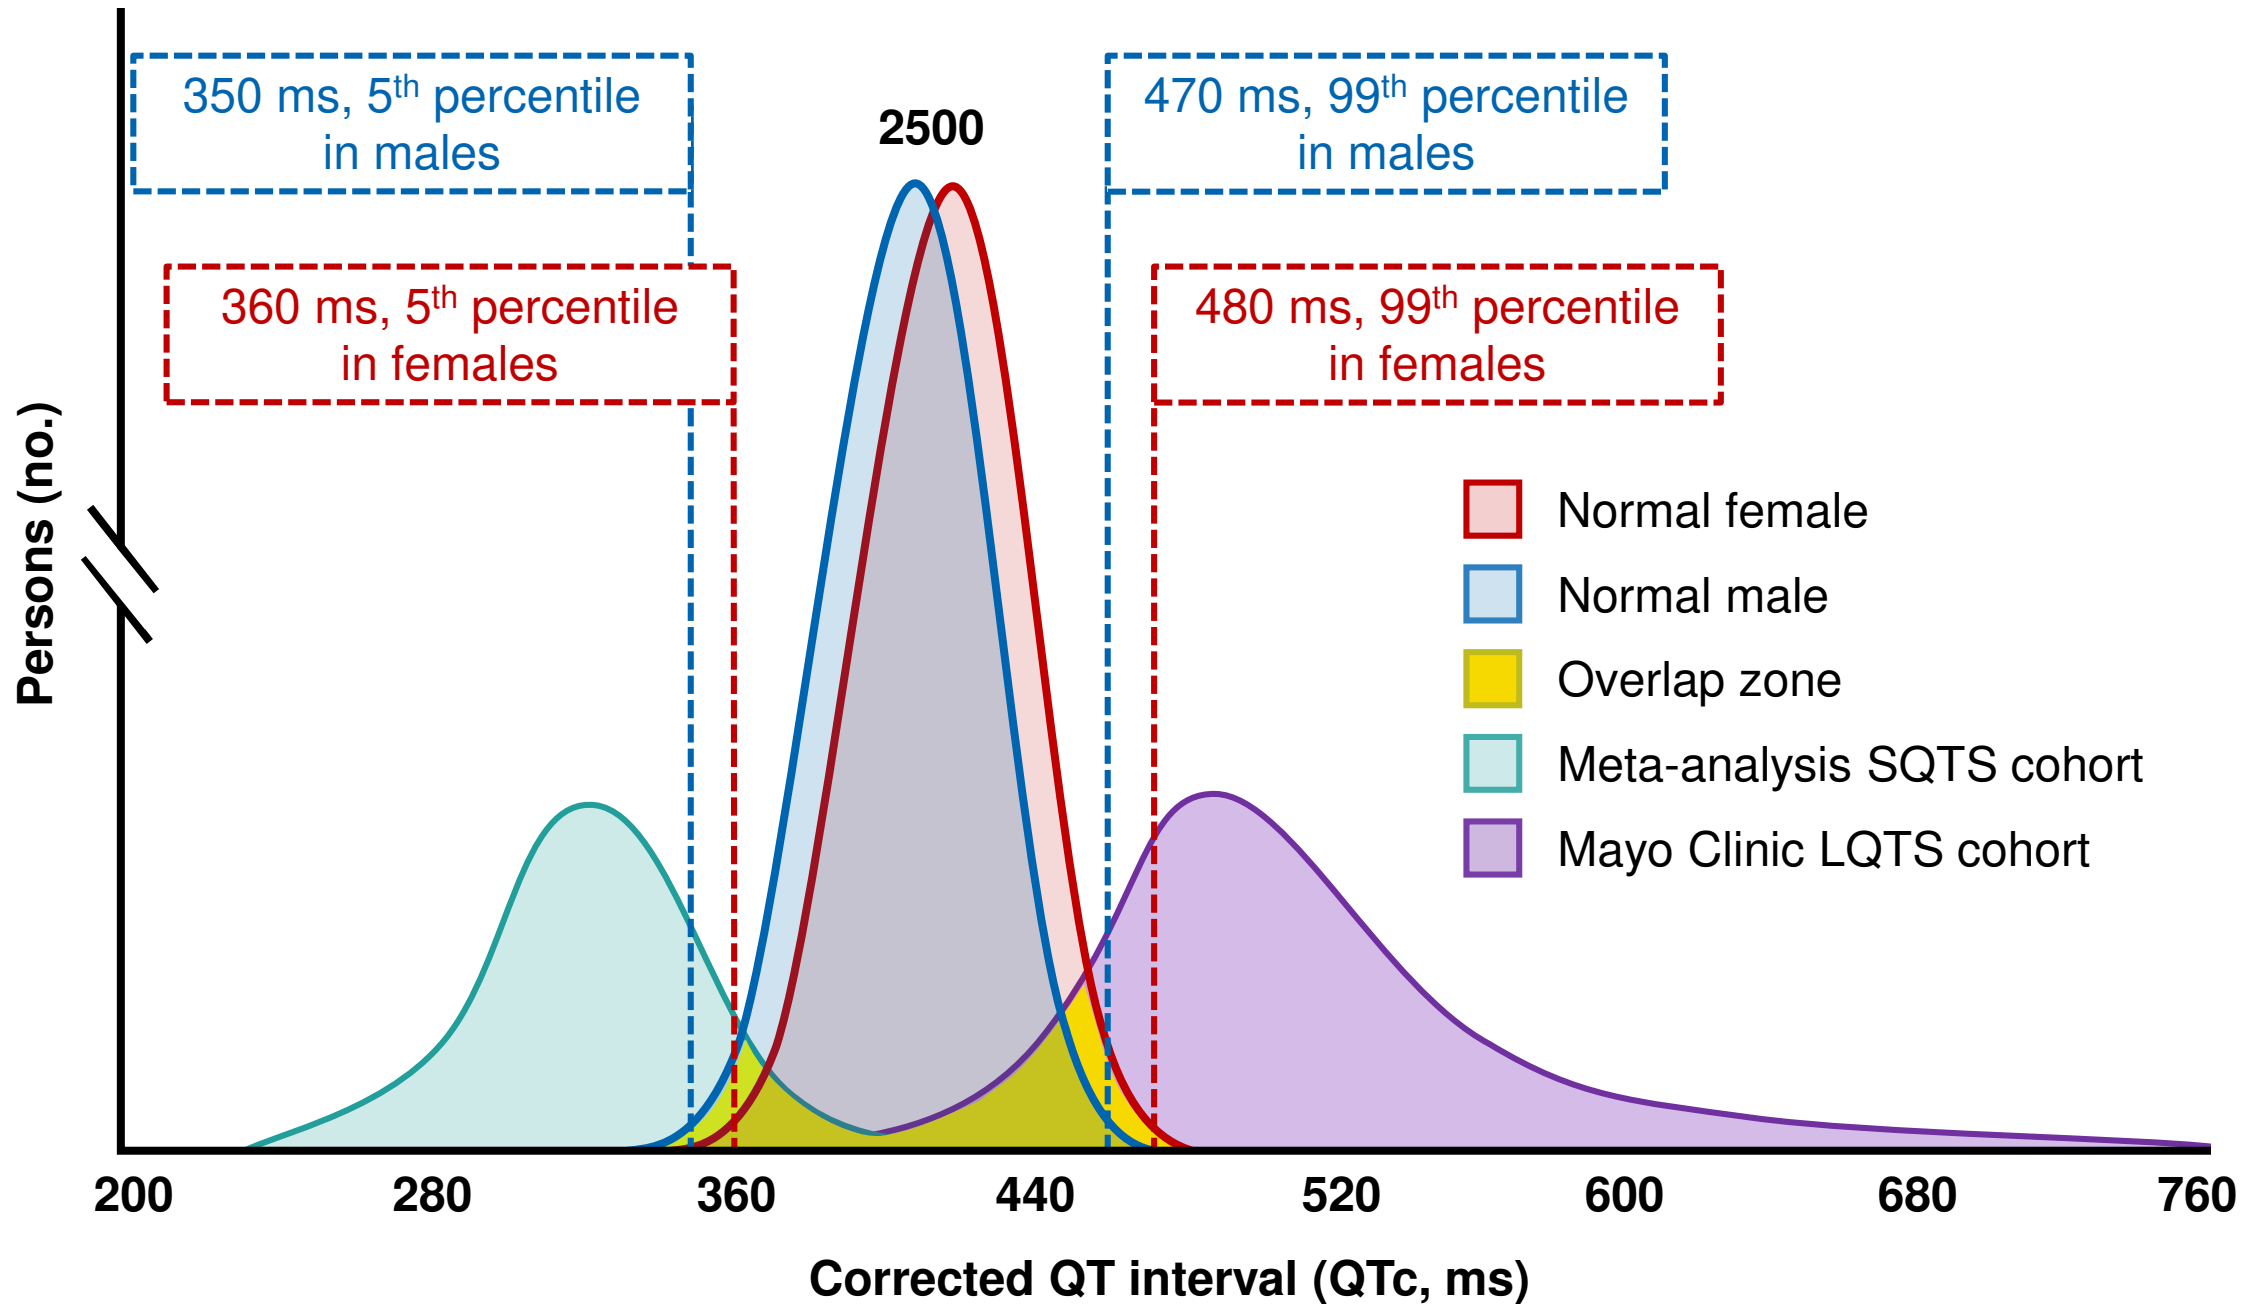 350 ms, 5th percentile
in males
470 ms, 99th percentile
in males
2500
360 ms, 5th percentile
in females
480 ms, 99th percentile
in females
Persons (no.)
Normal female
Normal male
Overlap zone
Meta-analysis SQTS cohort
Mayo Clinic LQTS cohort
200 280 360 440 520 600 680 760
Corrected QT interval (QTc, ms)